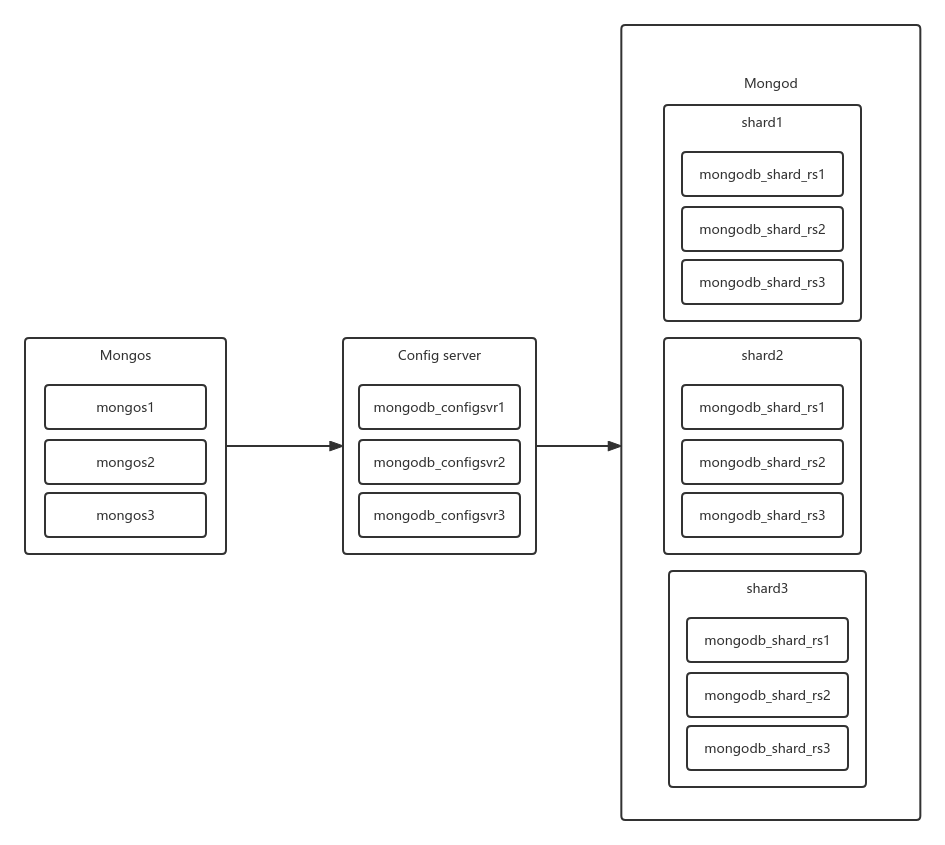 Mongos
mongos1
mongos2
mongos3
Config server
mongodb_configsvr1
mongodb_configsvr2
mongodb_configsvr3
Mongod
shard1
mongodb_shard_rs1
mongodb_shard_rs2
mongodb_shard_rs3
shard2
mongodb_shard_rs1
mongodb_shard_rs2
mongodb_shard_rs3
shard3
mongodb_shard_rs1
mongodb_shard_rs2
mongodb_shard_rs3